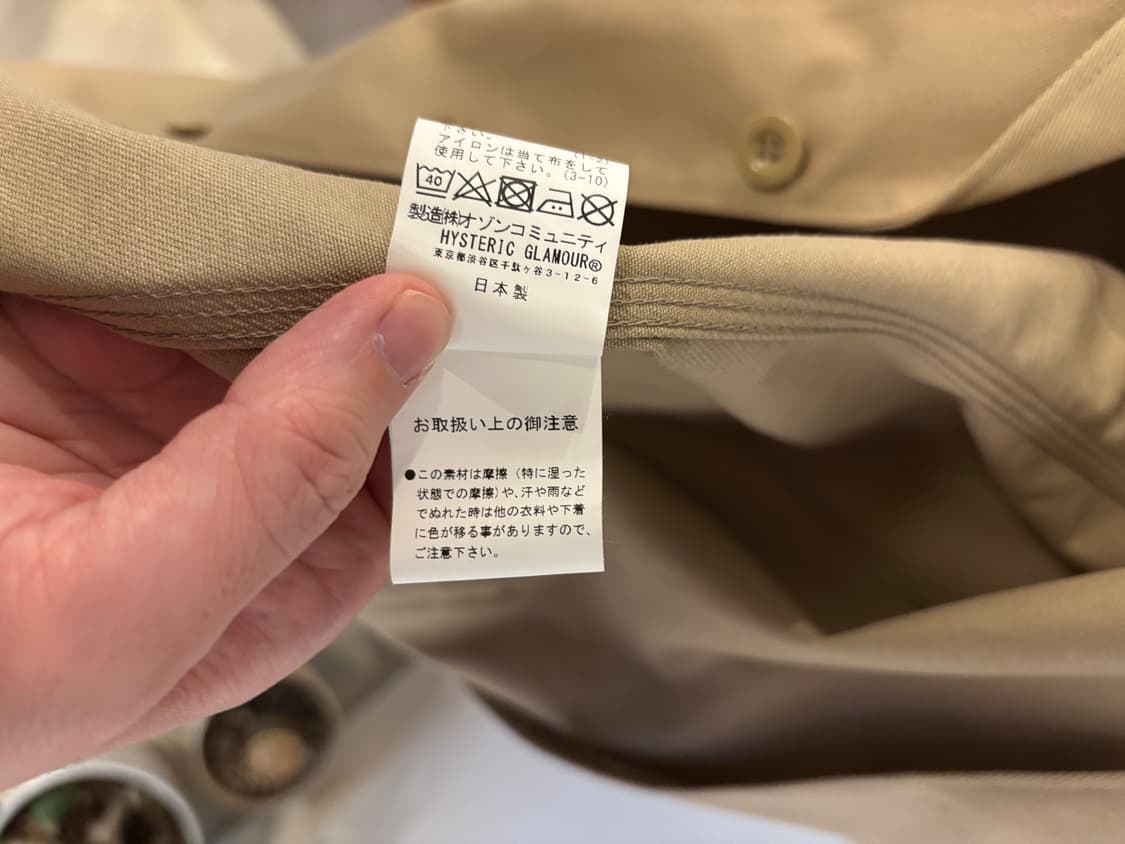 下さい。
アイロンは当て布をして
使用して下さい。(3-10)
40
製造㈱オゾンコミュニティ
HYSTERIC GLAMOUR®
東京都渋谷区千駄ヶ谷3-12-6
日本製
お取扱い上の御注意
●この素材は摩擦（特に湿った
状態での摩擦）や、汗や雨など
でぬれた時は他の衣料や下着
に色が移る事がありますので、
ご注意下さい。